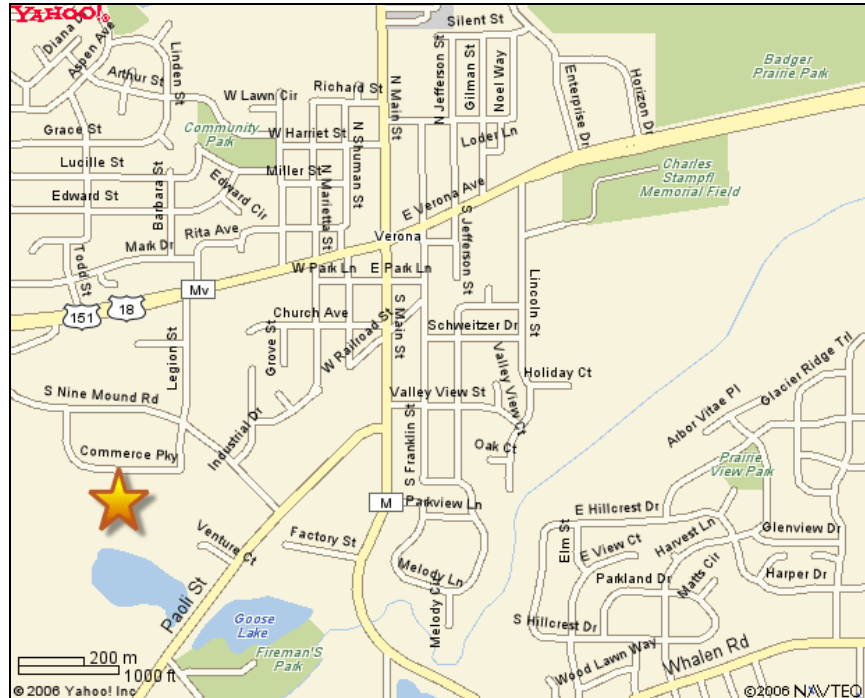 YAHOO!
Diana Dr
Aspen Ave
Linden St
Arthur St
Richard St
N Main St
Silent St
N Jefferson St
Gilman St
Noel Way
Enterprise Dr
Horizon Dr
Badger
Prairie Park
W Lawn Cir
Grace St
Community
Park
W Harriet St
N Shuman St
Loder Ln
Lucille St
Miller St
Charles
Stampfl
Memorial Field
Edward St
Barbara St
Edward Cir
N Marietta St
E Verona Ave
S Jefferson St
Rita Ave
Mark Dr
Verona
Todd St
W Park Ln
E Park Ln
Lincoln St
Mv
18
151
Church Ave
S Main St
Schweitzer Dr
Legion St
Grove St
W Railroad St
Valley View Ct
Holiday Ct
Glacier Ridge Trl
S Nine Mound Rd
Valley View St
Arbor Vitae Pl
Industrial Dr
S Franklin St
Oak Ct
Commerce Pky
Prairie
View Park
M
Parkview Ln
E Hillcrest Dr
Venture Ct
Factory St
Elm St
E View Ct
Harvest Ln
Glenview Dr
Melody Ln
Parkland Dr
Matts Cir
Harper Dr
Paoli St
Goose
Lake
Melody Cir
S Hillcrest Dr
Fireman'S
Park
Wood Lawn Way
Whalen Rd
200 m
1000 ft
©2006 Yahoo! Inc
©2006 NAVTEQ